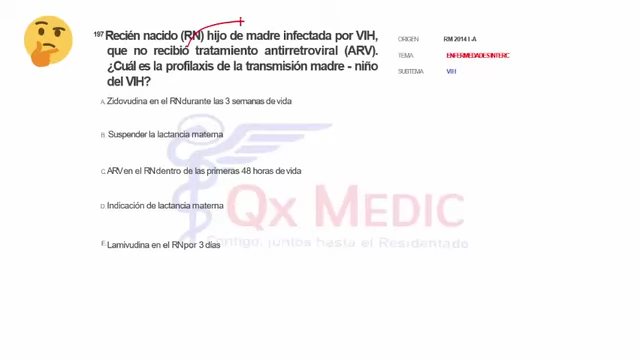 197 Recién nacido (RN) hijo de madre infectada por VIH,
que no recibió tratamiento antirretroviral (ARV).
¿Cuál es la profilaxis de la transmisión madre - niño
del VIH?
A. Zidovudina en el RN durante las 3 semanas de vida
B. Suspender la lactancia materna
C. ARV en el RN dentro de las primeras 48 horas de vida
D. Indicación de lactancia materna
E. Lamivudina en el RN por 3 días
ORIGEN RM 2014 I-A
TEMA ENFERMEDADES INTERC
SUBTEMA VIH
Qx MEDIC
Contigo, juntos hasta el Residentado